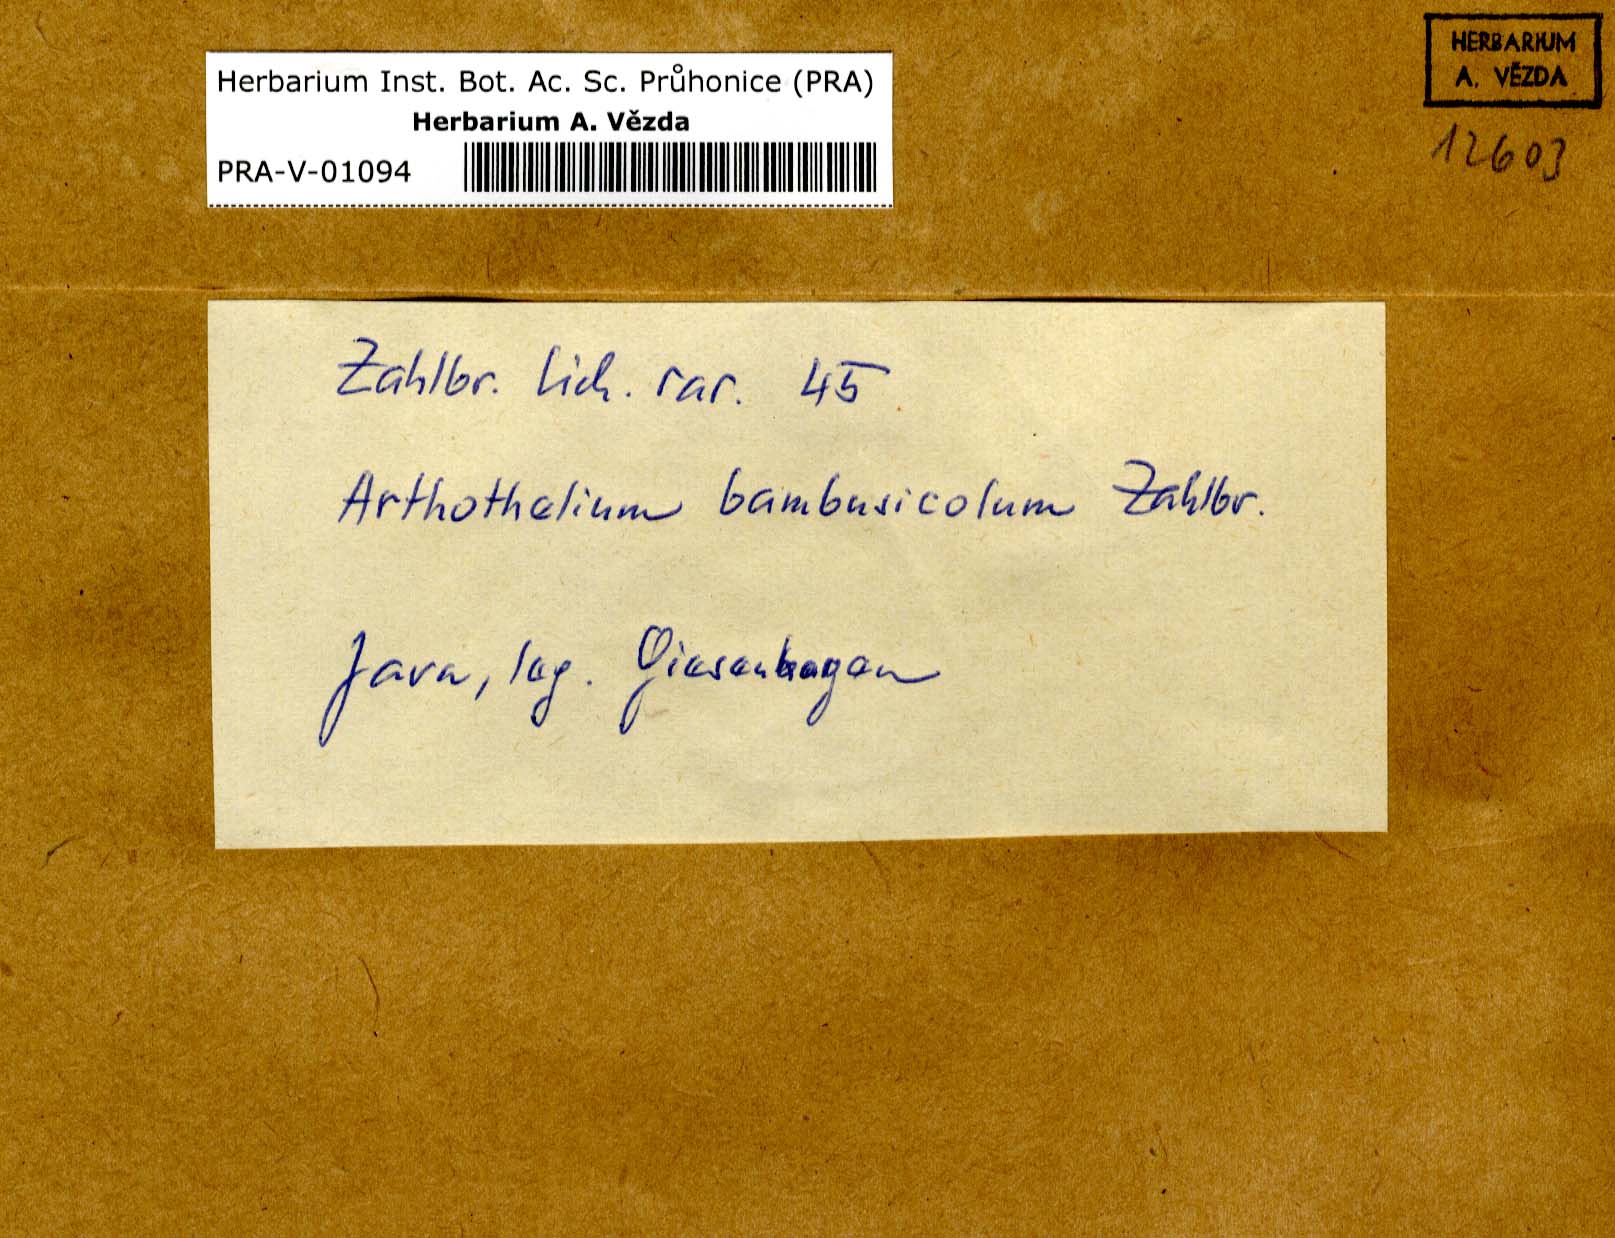 Herbarium Inst. Bot. Ac. Sc. Průhonice (PRA)
Herbarium A. Vězda
PRA-V-01094
HERBARIUM
A. VĚZDA
12603
Zahlbr. Lich. rar. 45
Arthothelium bambusicolum Zahlbr.
Java, leg. Giesenhagen